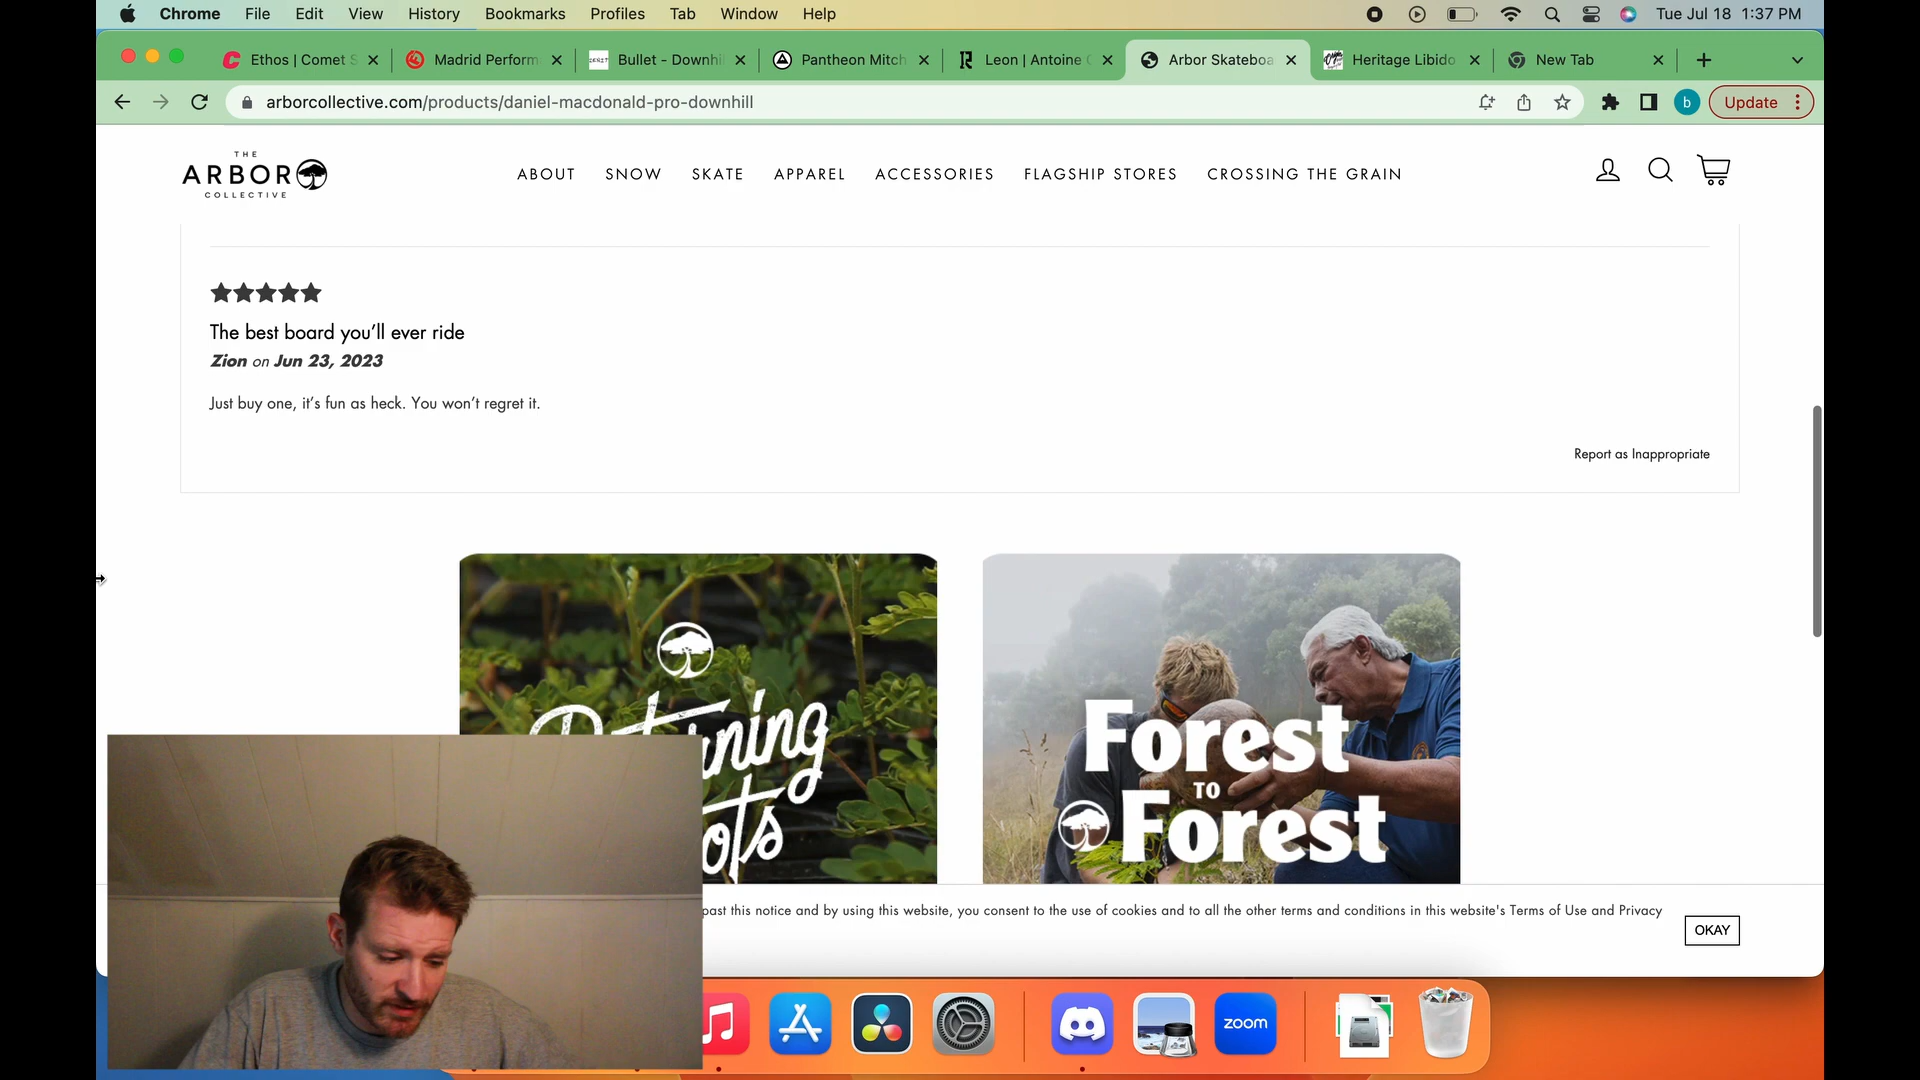 Chrome File Edit View History Bookmarks Profiles Tab Window Help Tue Jul 18 1:37 PM
Ethos | Comet S Madrid Perform Bullet - Downhi Pantheon Mitch Leon | Antoine Arbor Skateboa Heritage Libido New Tab
arborcollective.com/products/daniel-macdonald-pro-downhill b Update
THE
ARBOR
COLLECTIVE
ABOUT SNOW SKATE APPAREL ACCESSORIES FLAGSHIP STORES CROSSING THE GRAIN
The best board you'll ever ride
Zion on Jun 23, 2023
Just buy one, it's fun as heck. You won't regret it.
Report as Inappropriate
Forest
TO
Forest
past this notice and by using this website, you consent to the use of cookies and to all the other terms and conditions in this website's Terms of Use and Privacy
OKAY
zoom